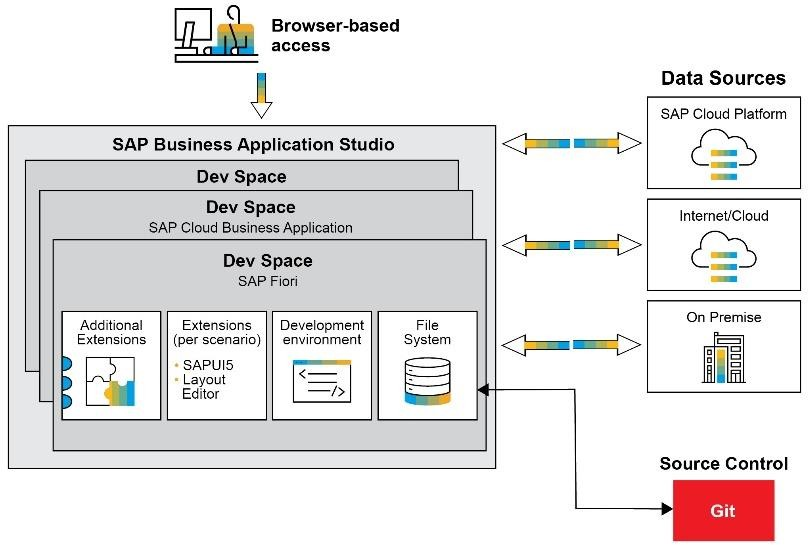 Browser-based
access
Data Sources
SAP Cloud Platform
Internet/Cloud
On Premise
SAP Business Application Studio
Dev Space
Dev Space
SAP Cloud Business Application
Dev Space
SAP Fiori
Additional
Extensions
Extensions
(per scenario)
• SAPUI5
• Layout
Editor
Development
environment
</>
File
System
Source Control
Git